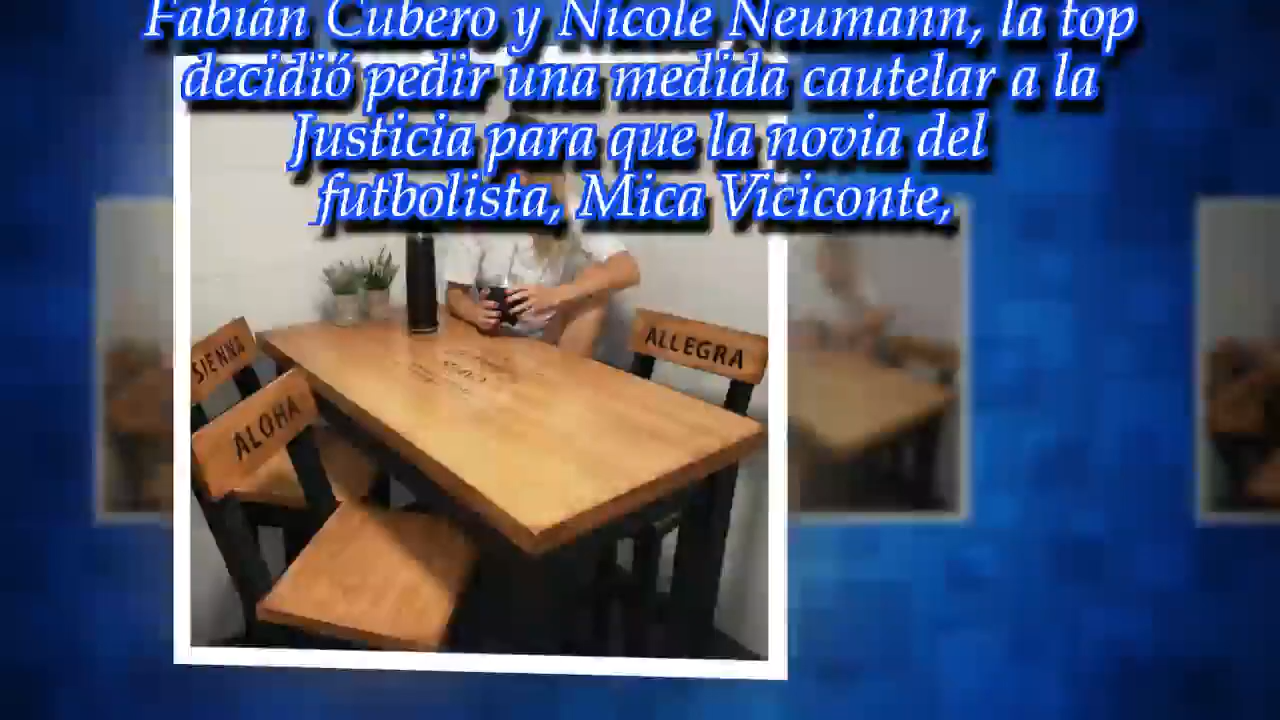 Fabián Cubero y Nicole Neumann, la top
decidió pedir una medida cautelar a la
Justicia para que la novia del
futbolista, Mica Viciconte,
SIENNA
ALLEGRA
ALOHA